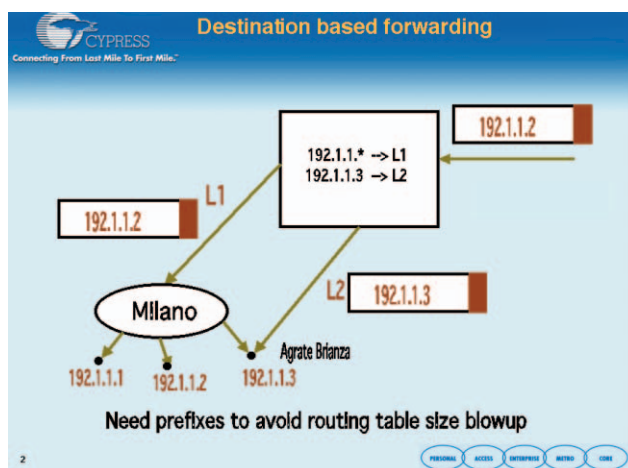 Destination based forwarding
CYPRESS
Connecting From Last Mile To First Mile.™
192.1.1.2
192.1.1.* --> L1
192.1.1.3 --> L2
L1
192.1.1.2
L2
192.1.1.3
Milano
Agrate Brianza
192.1.1.1
192.1.1.2
192.1.1.3
Need prefixes to avoid routing table size blowup
2
PERSONAL ACCESS ENTERPRISE METRO CORE